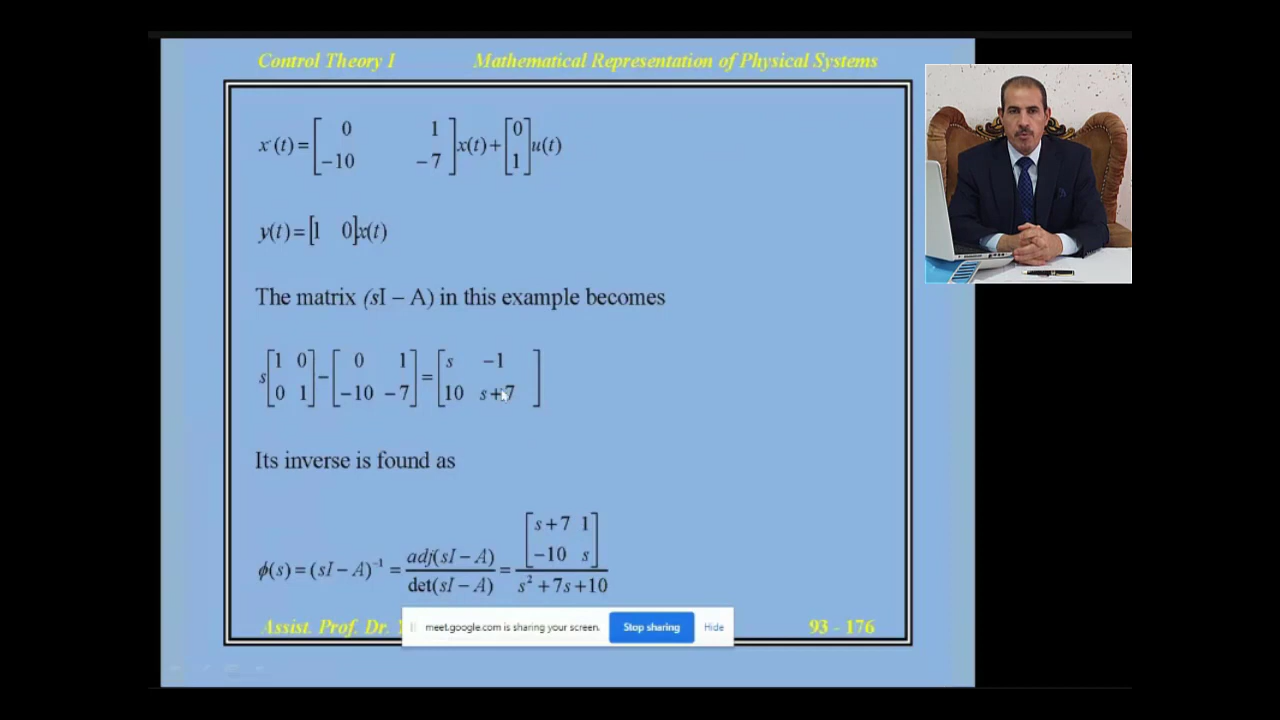 Control Theory I Mathematical Representation of Physical Systems
x·(t) = [0 1; −10 −7] x(t) + [0; 1] u(t)
y(t) = [1 0] x(t)
The matrix (sI – A) in this example becomes
s [1 0; 0 1] − [0 1; −10 −7] = [s −1; 10 s+7]
Its inverse is found as
ϕ(s) = (sI − A)⁻¹ = adj(sI − A) / det(sI − A) = [s+7 1; −10 s] / s² + 7s + 10
Assist. Prof. Dr. 93 - 176
meet.google.com is sharing your screen. Stop sharing Hide